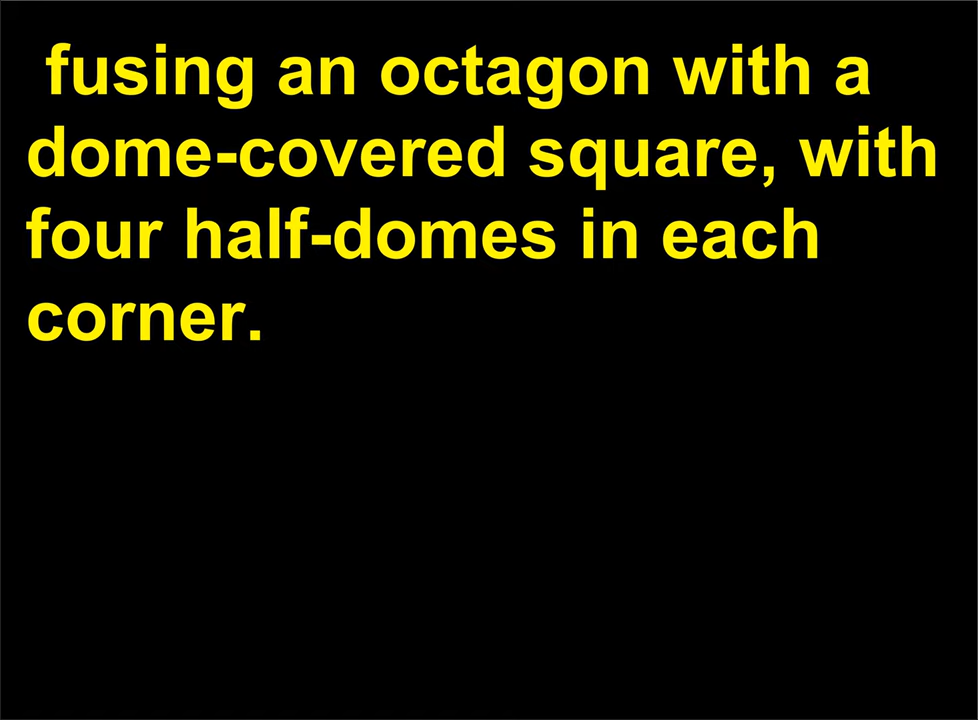 fusing an octagon with a
dome-covered square, with
four half-domes in each
corner.